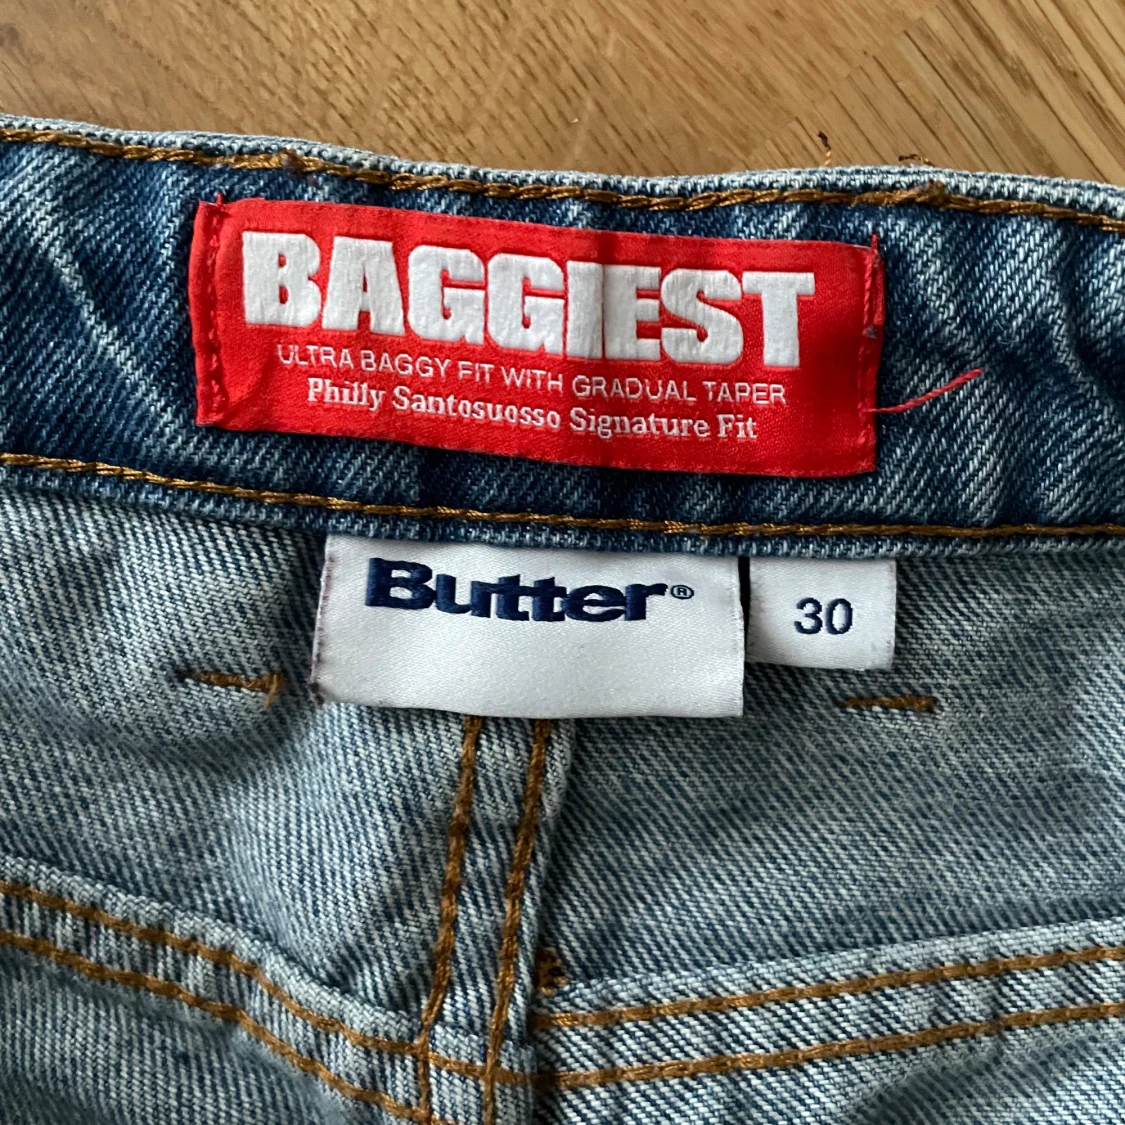 BAGGIEST
ULTRA BAGGY FIT WITH GRADUAL TAPER
Philly Santosuosso Signature Fit
Butter®
30